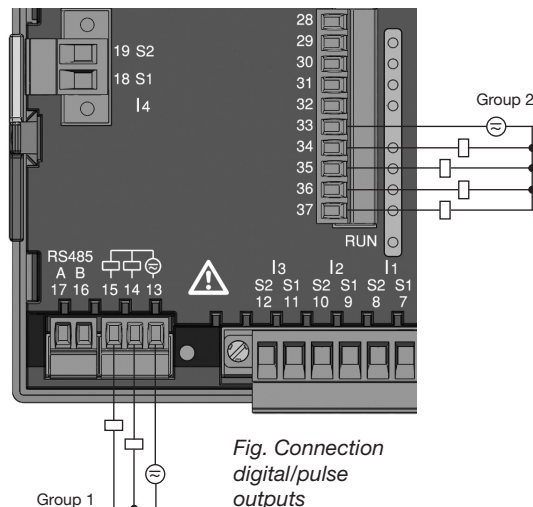 28
19 S2
29
30
18 S1
31
I4
32
Group 2
33
34
35
36
37
RUN
RS485
A B
17 16 15 14 13
I3 I2 I1
S2 S1 S2 S1 S2 S1
12 11 10 9 8 7
Fig. Connection
digital/pulse
outputs
Group 1